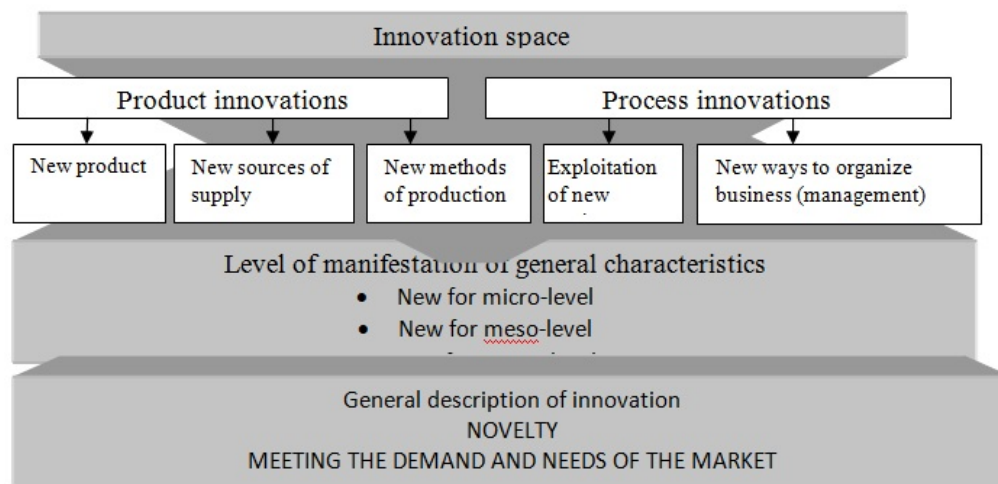 Innovation space
Product innovations
Process innovations
New product
New sources of
supply
New methods
of production
Exploitation
of new
New ways to organize
business (management)
Level of manifestation of general characteristics
• New for micro-level
• New for meso-level
General description of innovation
NOVELTY
MEETING THE DEMAND AND NEEDS OF THE MARKET